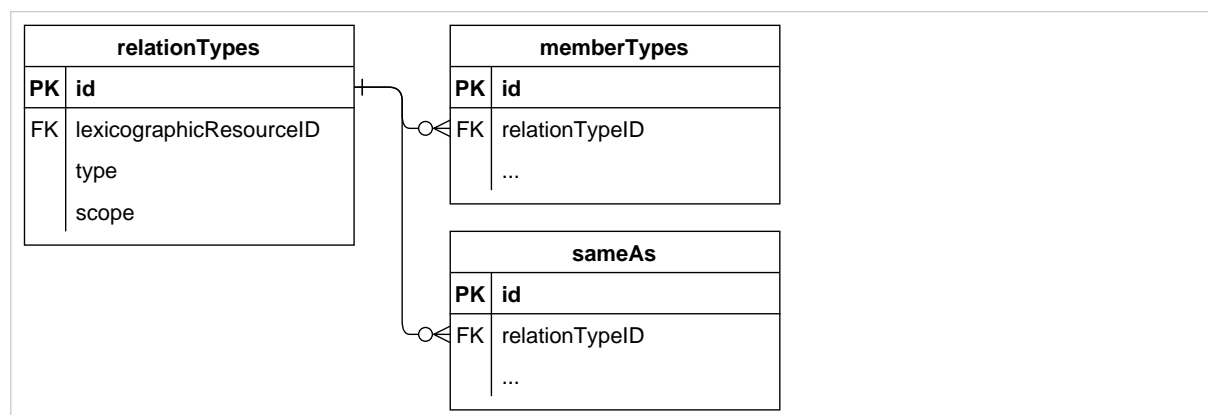 relationTypes
PK id
FK lexicographicResourceID
type
scope
memberTypes
PK id
FK relationTypeID
...
sameAs
PK id
FK relationTypeID
...